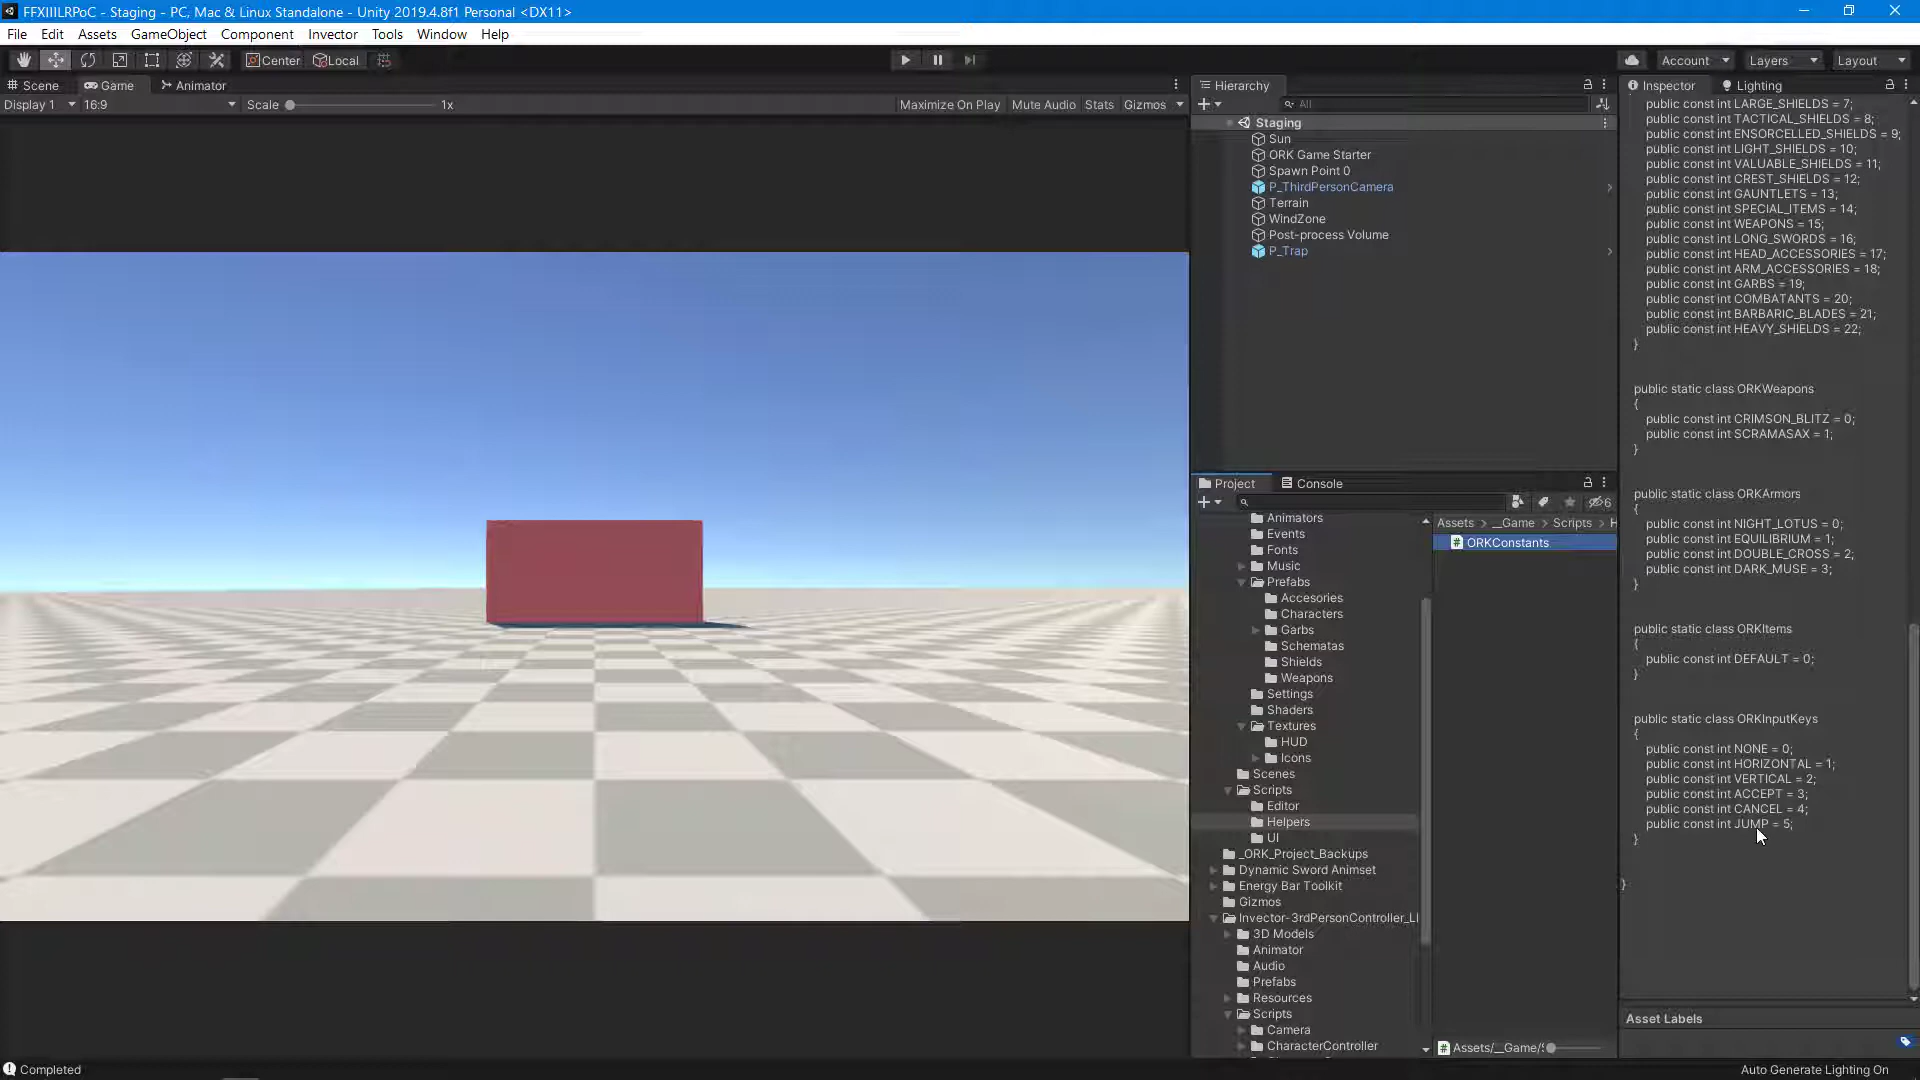 FFXIIILRPoC - Staging - PC, Mac & Linux Standalone - Unity 2019.4.8f1 Personal <DX11>
File Edit Assets GameObject Component Invector Tools Window Help
Center Local Account Layers Layout
Scene Game Animator
Display 1 16:9 Scale 1x Maximize On Play Mute Audio Stats Gizmos
Hierarchy
All
Staging
Sun
ORK Game Starter
Spawn Point 0
P_ThirdPersonCamera
Terrain
WindZone
Post-process Volume
P_Trap
Project Console
6
Animators
Events
Fonts
Music
Prefabs
Accesories
Characters
Garbs
Schematas
Shields
Weapons
Settings
Shaders
Textures
HUD
Icons
Scenes
Scripts
Editor
Helpers
UI
_ORK_Project_Backups
Dynamic Sword Animset
Energy Bar Toolkit
Gizmos
Invector-3rdPersonController_LI
3D Models
Animator
Audio
Prefabs
Resources
Scripts
Camera
CharacterController
Assets > __Game > Scripts > H
ORKConstants
Assets/__Game/S
Inspector Lighting
public const int LARGE_SHIELDS = 7;
public const int TACTICAL_SHIELDS = 8;
public const int ENSORCELLED_SHIELDS = 9;
public const int LIGHT_SHIELDS = 10;
public const int VALUABLE_SHIELDS = 11;
public const int CREST_SHIELDS = 12;
public const int GAUNTLETS = 13;
public const int SPECIAL_ITEMS = 14;
public const int WEAPONS = 15;
public const int LONG_SWORDS = 16;
public const int HEAD_ACCESSORIES = 17;
public const int ARM_ACCESSORIES = 18;
public const int GARBS = 19;
public const int COMBATANTS = 20;
public const int BARBARIC_BLADES = 21;
public const int HEAVY_SHIELDS = 22;
}
public static class ORKWeapons
{
public const int CRIMSON_BLITZ = 0;
public const int SCRAMASAX = 1;
}
public static class ORKArmors
{
public const int NIGHT_LOTUS = 0;
public const int EQUILIBRIUM = 1;
public const int DOUBLE_CROSS = 2;
public const int DARK_MUSE = 3;
}
public static class ORKItems
{
public const int DEFAULT = 0;
}
public static class ORKInputKeys
{
public const int NONE = 0;
public const int HORIZONTAL = 1;
public const int VERTICAL = 2;
public const int ACCEPT = 3;
public const int CANCEL = 4;
public const int JUMP = 5;
}
}
Asset Labels
Completed
Auto Generate Lighting On